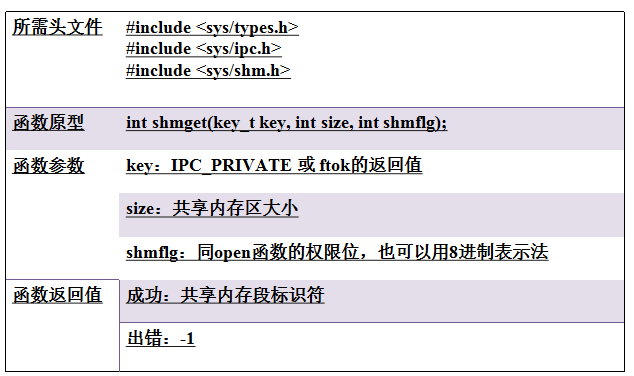 所需头文件
#include <sys/types.h>
#include <sys/ipc.h>
#include <sys/shm.h>
函数原型
int shmget(key_t key, int size, int shmflg);
函数参数
key：IPC_PRIVATE 或 ftok的返回值
size：共享内存区大小
shmflg：同open函数的权限位，也可以用8进制表示法
函数返回值
成功：共享内存段标识符
出错：-1